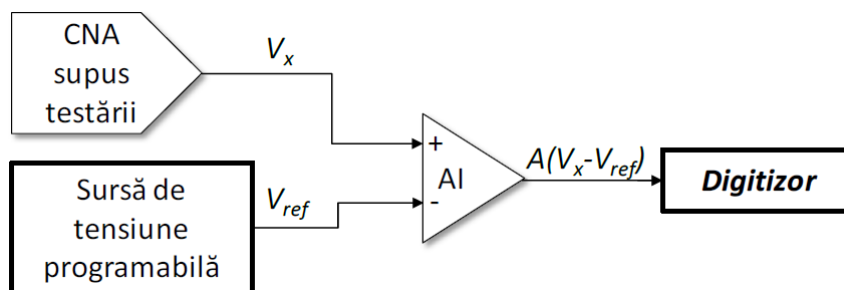 CNA
supus
testării
Vx
+
AI
-
A(Vx-Vref)
Digitizor
Sursă de
tensiune
programabilă
Vref